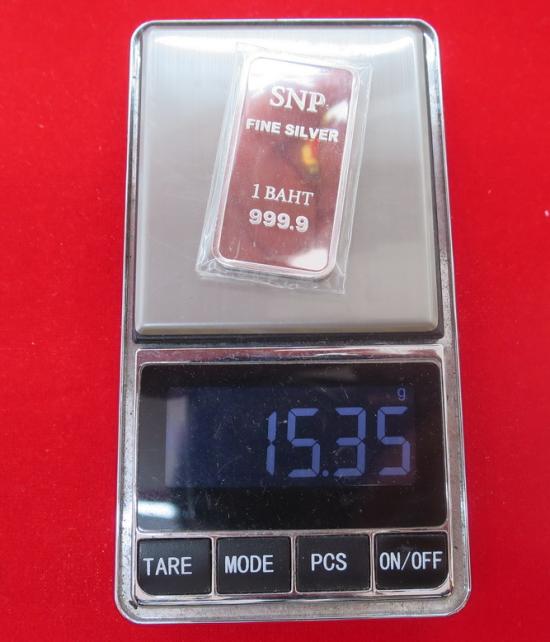 SNP
FINE SILVER
1 BAHT
999.9
g
15.35
TARE MODE PCS ON/OFF